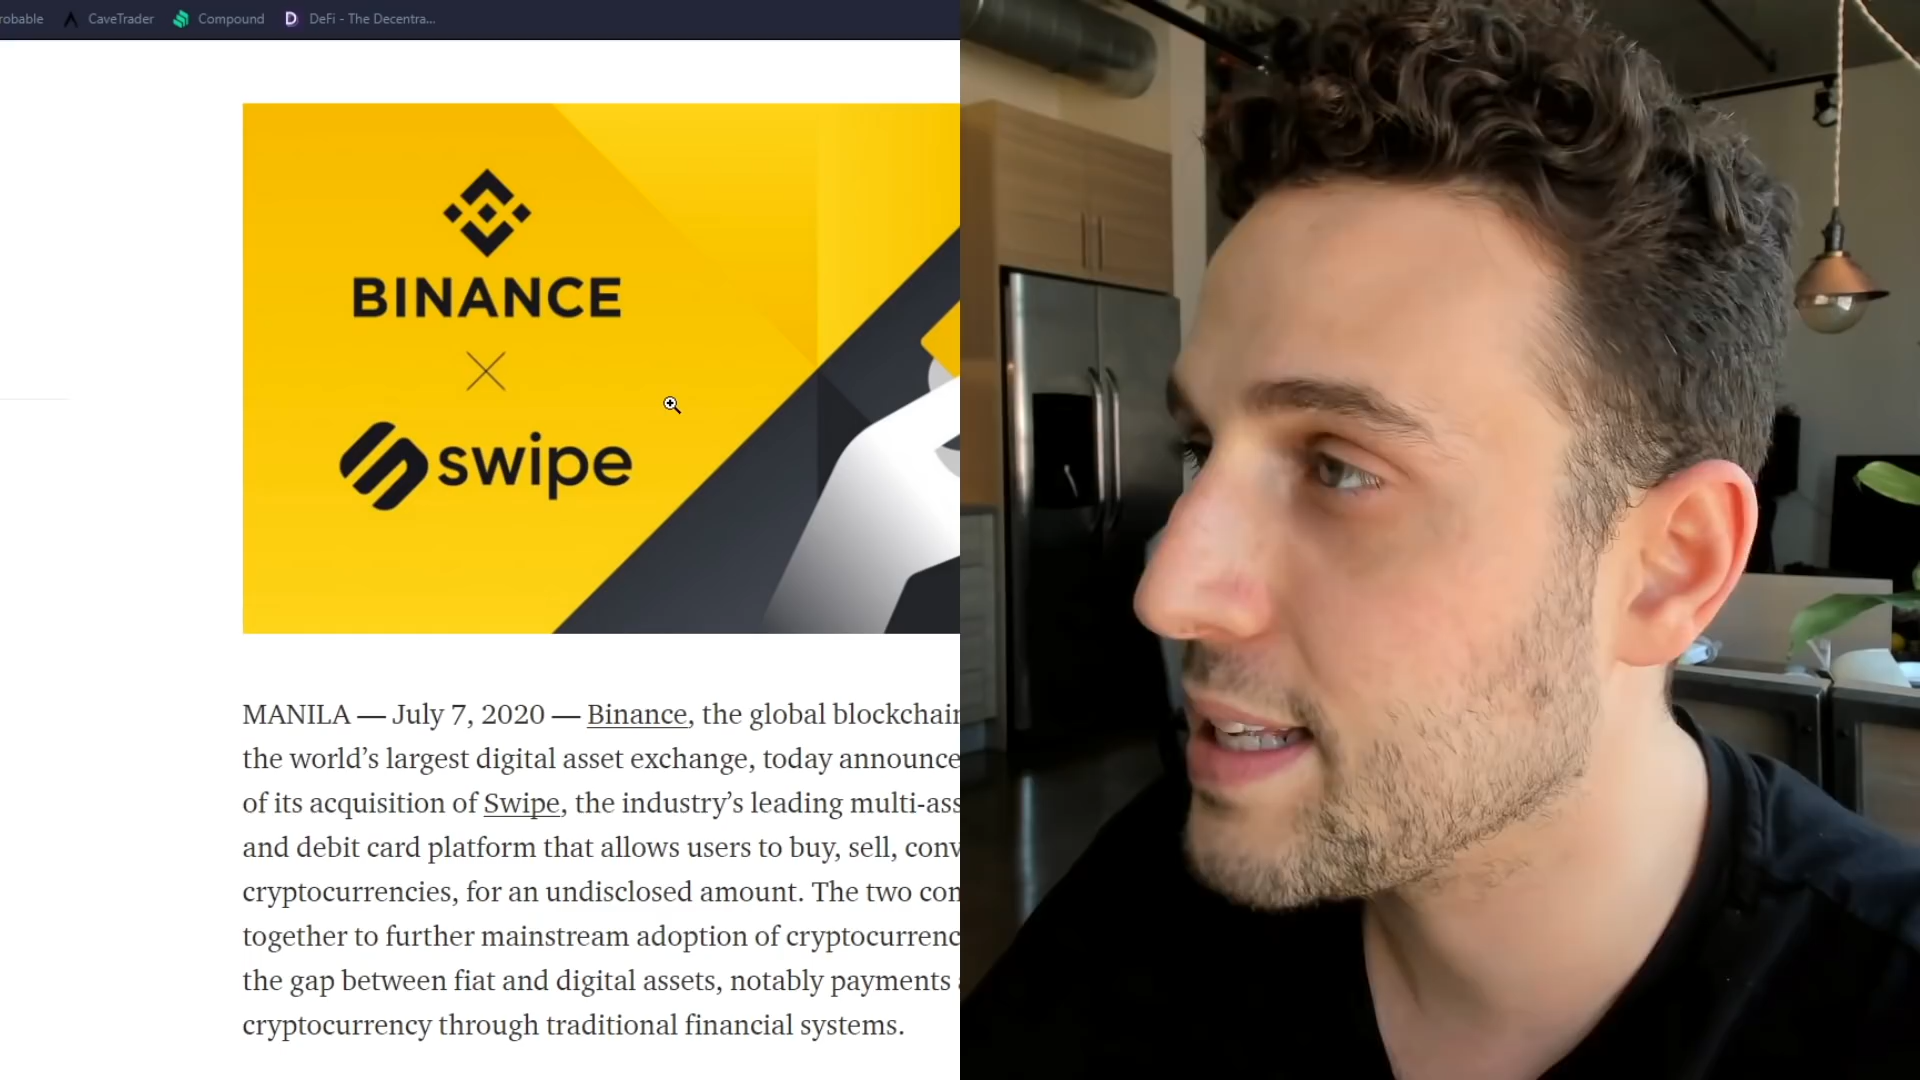 robable CaveTrader Compound DeFi - The Decentra...
BINANCE
swipe
MANILA — July 7, 2020 — Binance, the global blockchain
the world’s largest digital asset exchange, today announce
of its acquisition of Swipe, the industry’s leading multi-ass
and debit card platform that allows users to buy, sell, conv
cryptocurrencies, for an undisclosed amount. The two com
together to further mainstream adoption of cryptocurrenc
the gap between fiat and digital assets, notably payments
cryptocurrency through traditional financial systems.